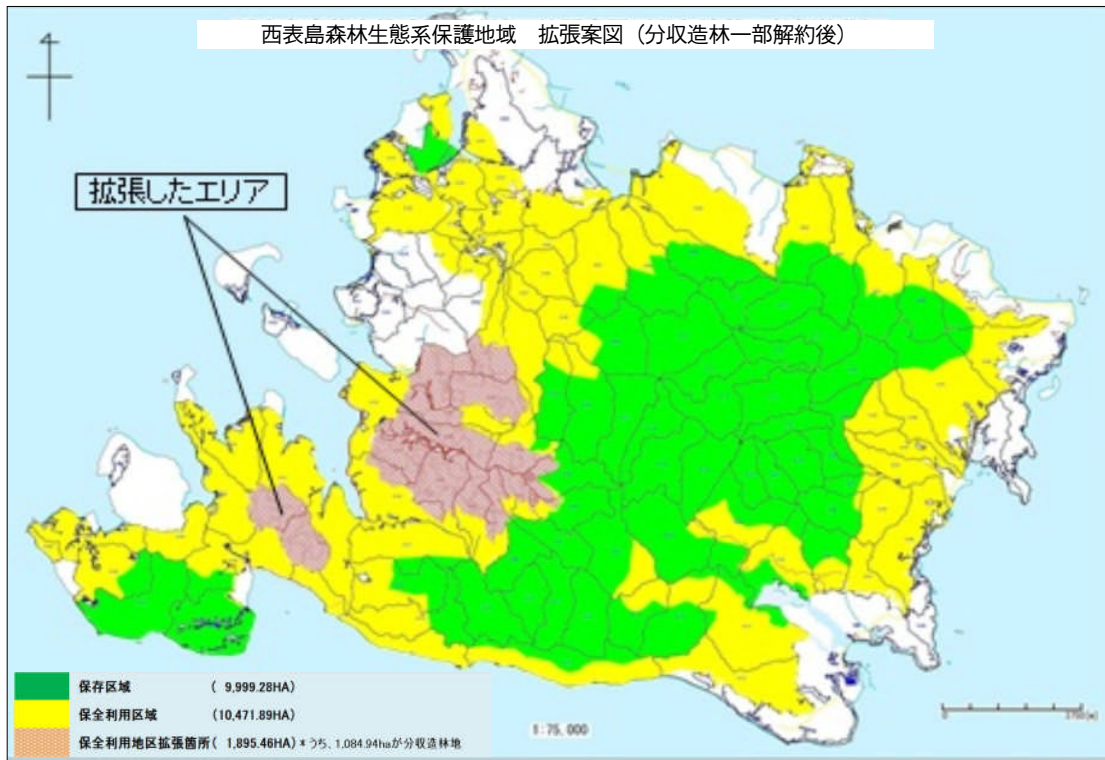 西表島森林生態系保護地域　拡張案図（分収造林一部解約後）
拡張したエリア
保存区域 ( 9,999.28HA)
保全利用区域 (10,471.89HA)
保全利用地区拡張箇所( 1,895.46HA) *うち、1,084.94haが分収造林地
1:75,000